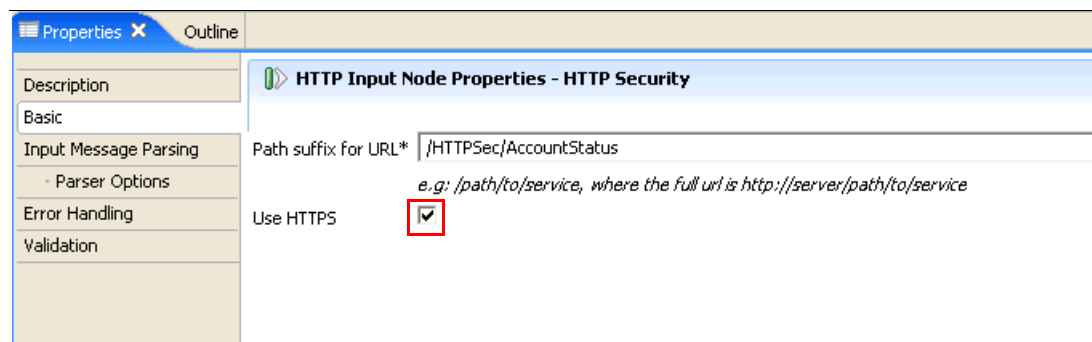 Properties Outline
HTTP Input Node Properties - HTTP Security
Description
Basic
Input Message Parsing
Parser Options
Error Handling
Validation
Path suffix for URL* /HTTPSec/AccountStatus
e.g: /path/to/service, where the full url is http://server/path/to/service
Use HTTPS